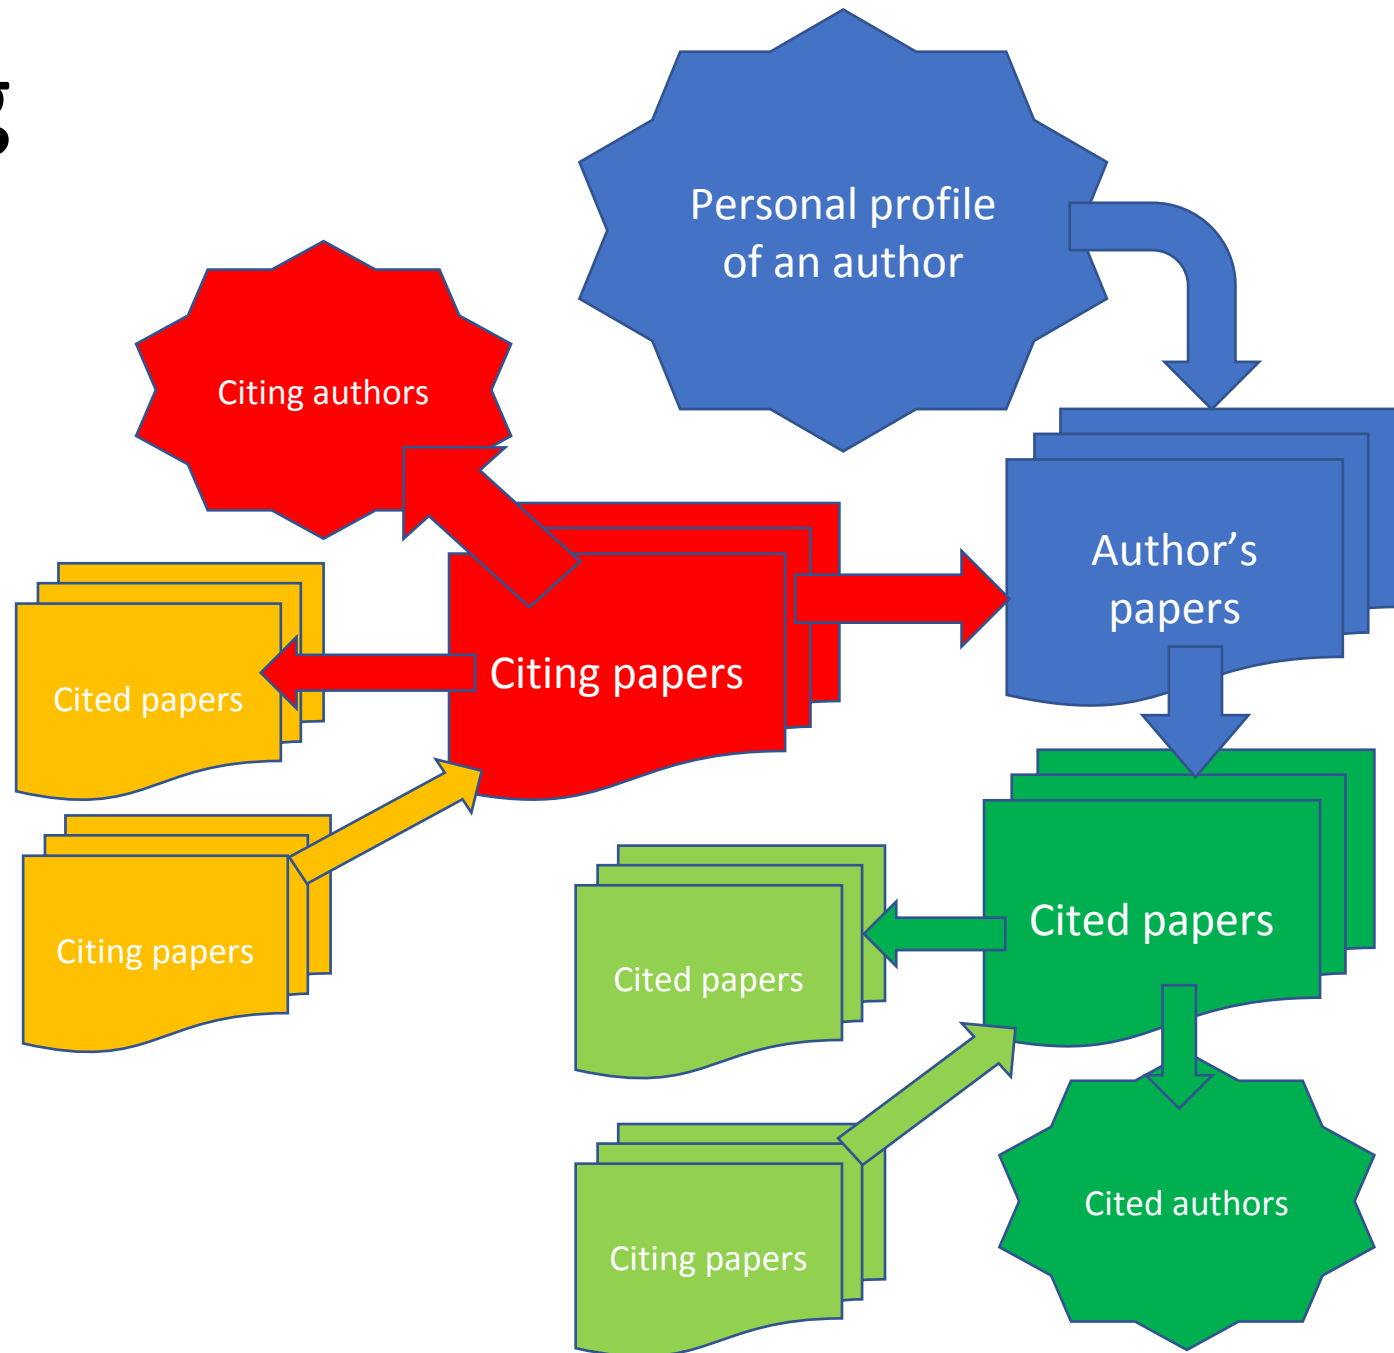 g
Personal profile
of an author
Citing authors
Author’s
papers
Citing papers
Cited papers
Citing papers
Cited papers
Cited papers
Citing papers
Cited authors